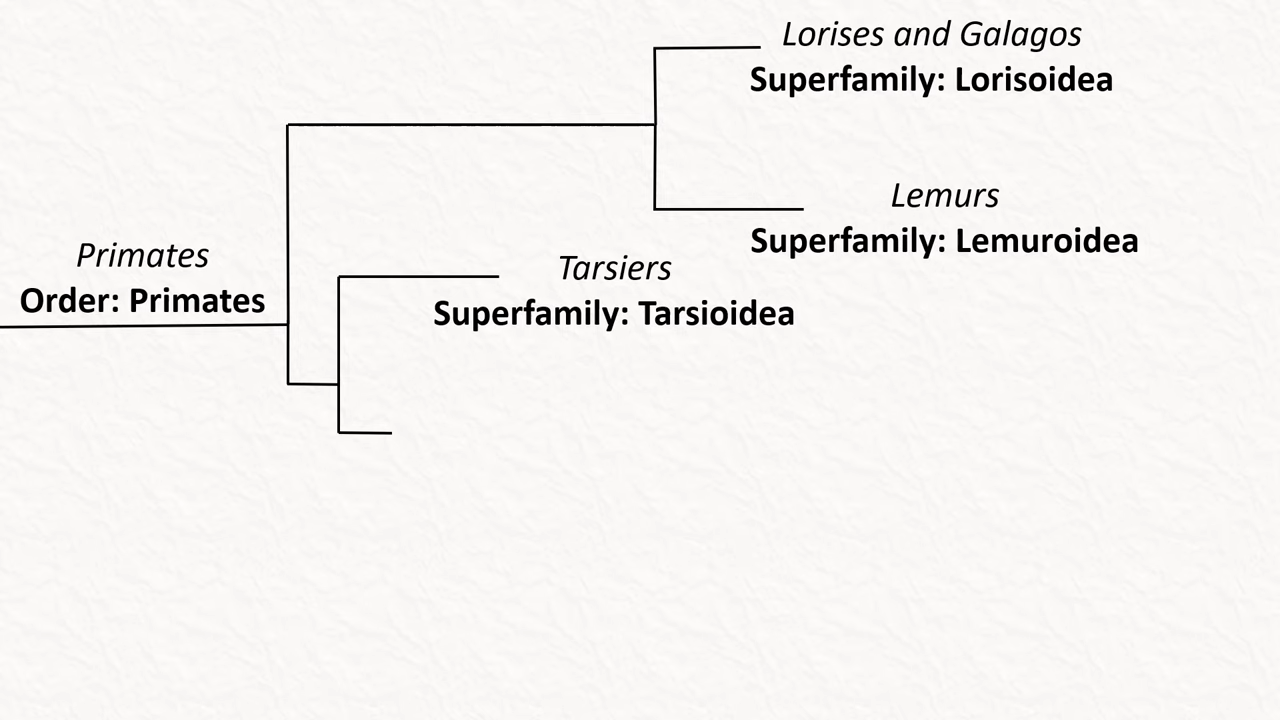 Lorises and Galagos
Superfamily: Lorisoidea
Lemurs
Superfamily: Lemuroidea
Primates
Order: Primates
Tarsiers
Superfamily: Tarsioidea